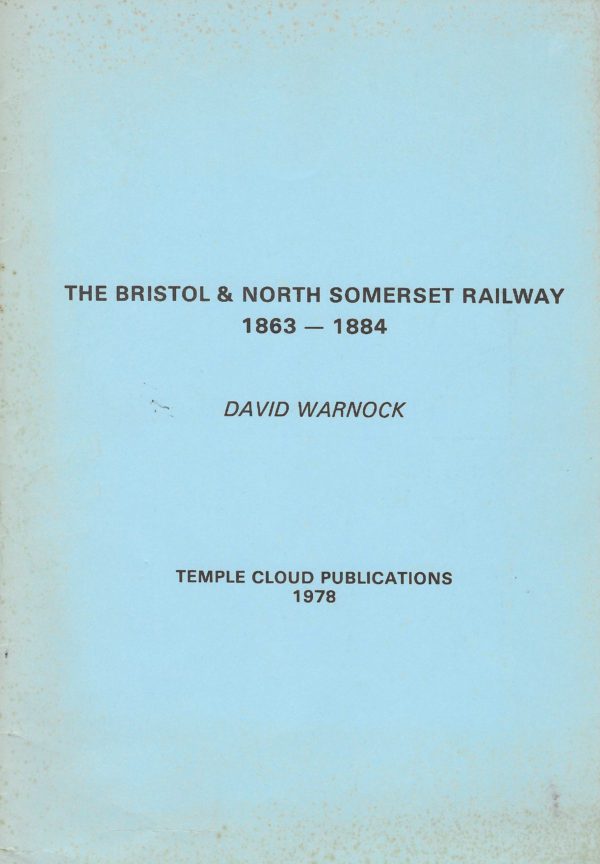 THE BRISTOL & NORTH SOMERSET RAILWAY
1863 — 1884
DAVID WARNOCK
TEMPLE CLOUD PUBLICATIONS
1978